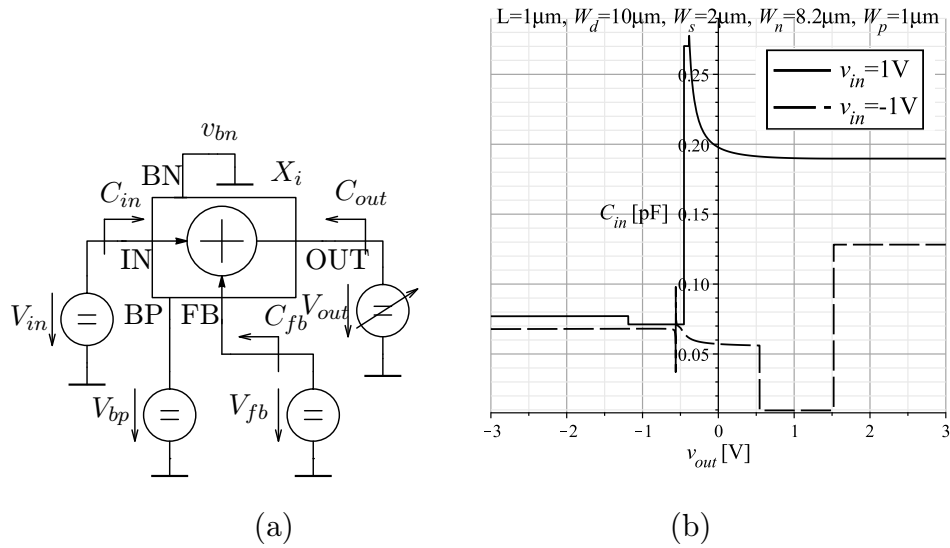 L=1μm, W_d=10μm, W_s=2μm, W_n=8.2μm, W_p=1μm
v_bn
BN
X_i
C_in
C_out
IN
OUT
V_in
BP
FB
C_fb
V_out
V_bp
V_fb
v_in=1V
v_in=-1V
0.25
0.20
C_in [pF]
0.15
0.10
0.05
−3
−2
−1
0
1
2
3
v_out [V]
(a)
(b)